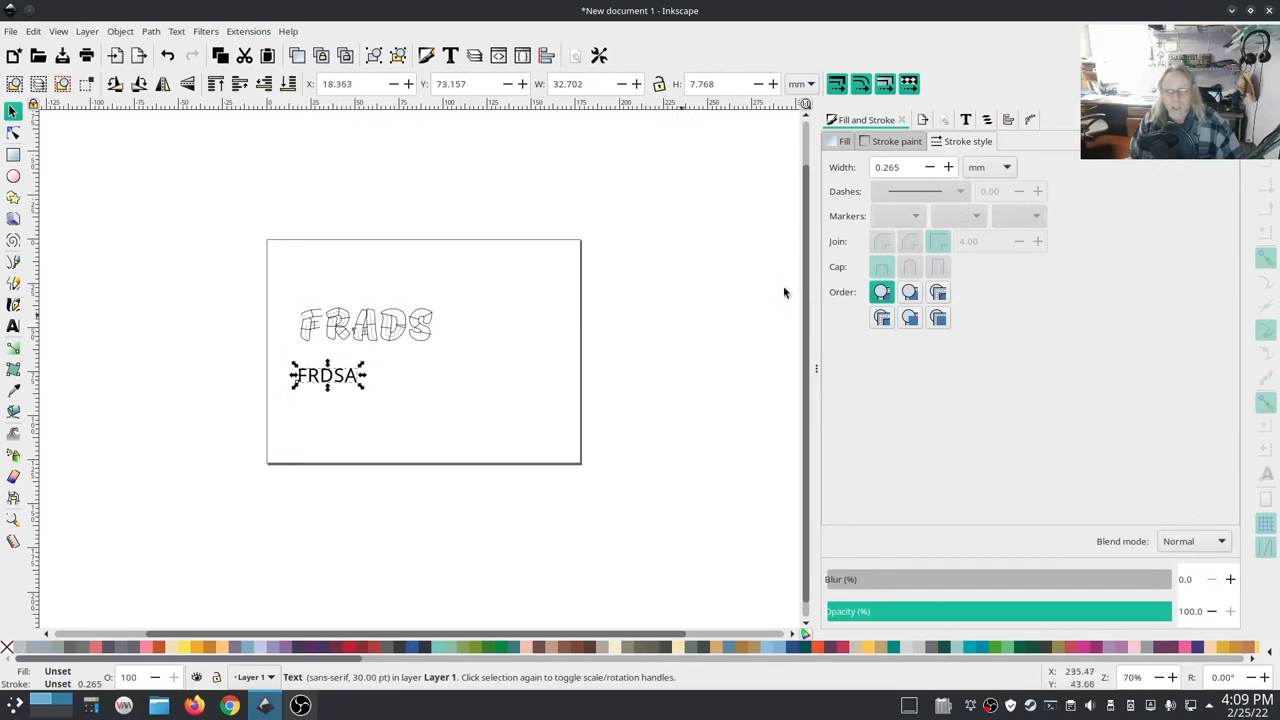 *New document 1 - Inkscape
File Edit View Layer Object Path Text Filters Extensions Help
X: 18.363 Y: 73.157 W: 32.702 H: 7.768 mm
Fill and Stroke
Fill Stroke paint Stroke style
Width: 0.265 mm
Dashes: 0.00
Markers:
Join: 4.00
Cap:
Order:
FRADS
FRDSA
Blend mode: Normal
Blur (%) 0.0
Opacity (%) 100.0
Fill: Unset
Stroke: Unset 0.265
O: 100
Layer 1
Text (sans-serif, 30.00 pt) in layer Layer 1. Click selection again to toggle scale/rotation handles.
X: 235.47
Y: 43.66
Z: 70%
R: 0.00°
4:09 PM
2/25/22